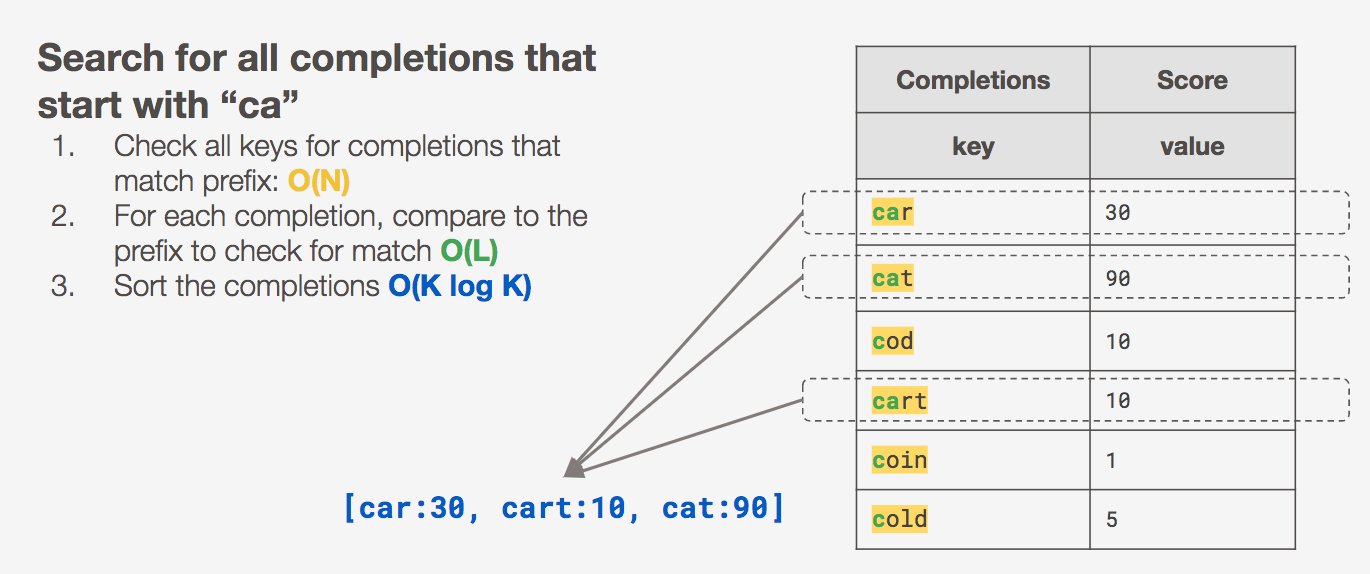 Search for all completions that
start with “ca”
1. Check all keys for completions that
match prefix: O(N)
2. For each completion, compare to the
prefix to check for match O(L)
3. Sort the completions O(K log K)
[car:30, cart:10, cat:90]
Completions Score
key value
car 30
cat 90
cod 10
cart 10
coin 1
cold 5